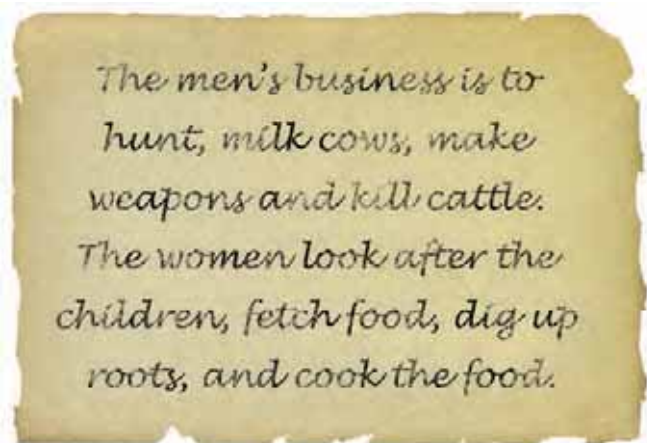 The men's business is to
hunt, milk cows, make
weapons and kill cattle.
The women look after the
children, fetch food, dig up
roots, and cook the food.